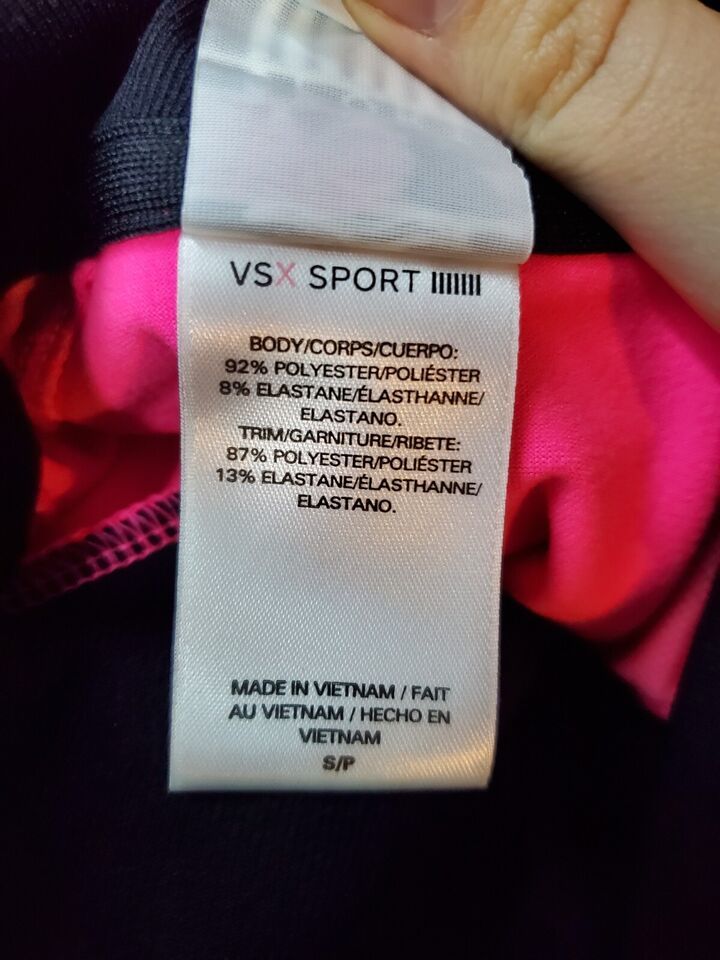 VSX SPORT
BODY/CORPS/CUERPO:
92% POLYESTER/POLIÉSTER
8% ELASTANE/ÉLASTHANNE/
ELASTANO.
TRIM/GARNITURE/RIBETE:
87% POLYESTER/POLIÉSTER
13% ELASTANE/ÉLASTHANNE/
ELASTANO.
MADE IN VIETNAM / FAIT
AU VIETNAM / HECHO EN
VIETNAM
S/P